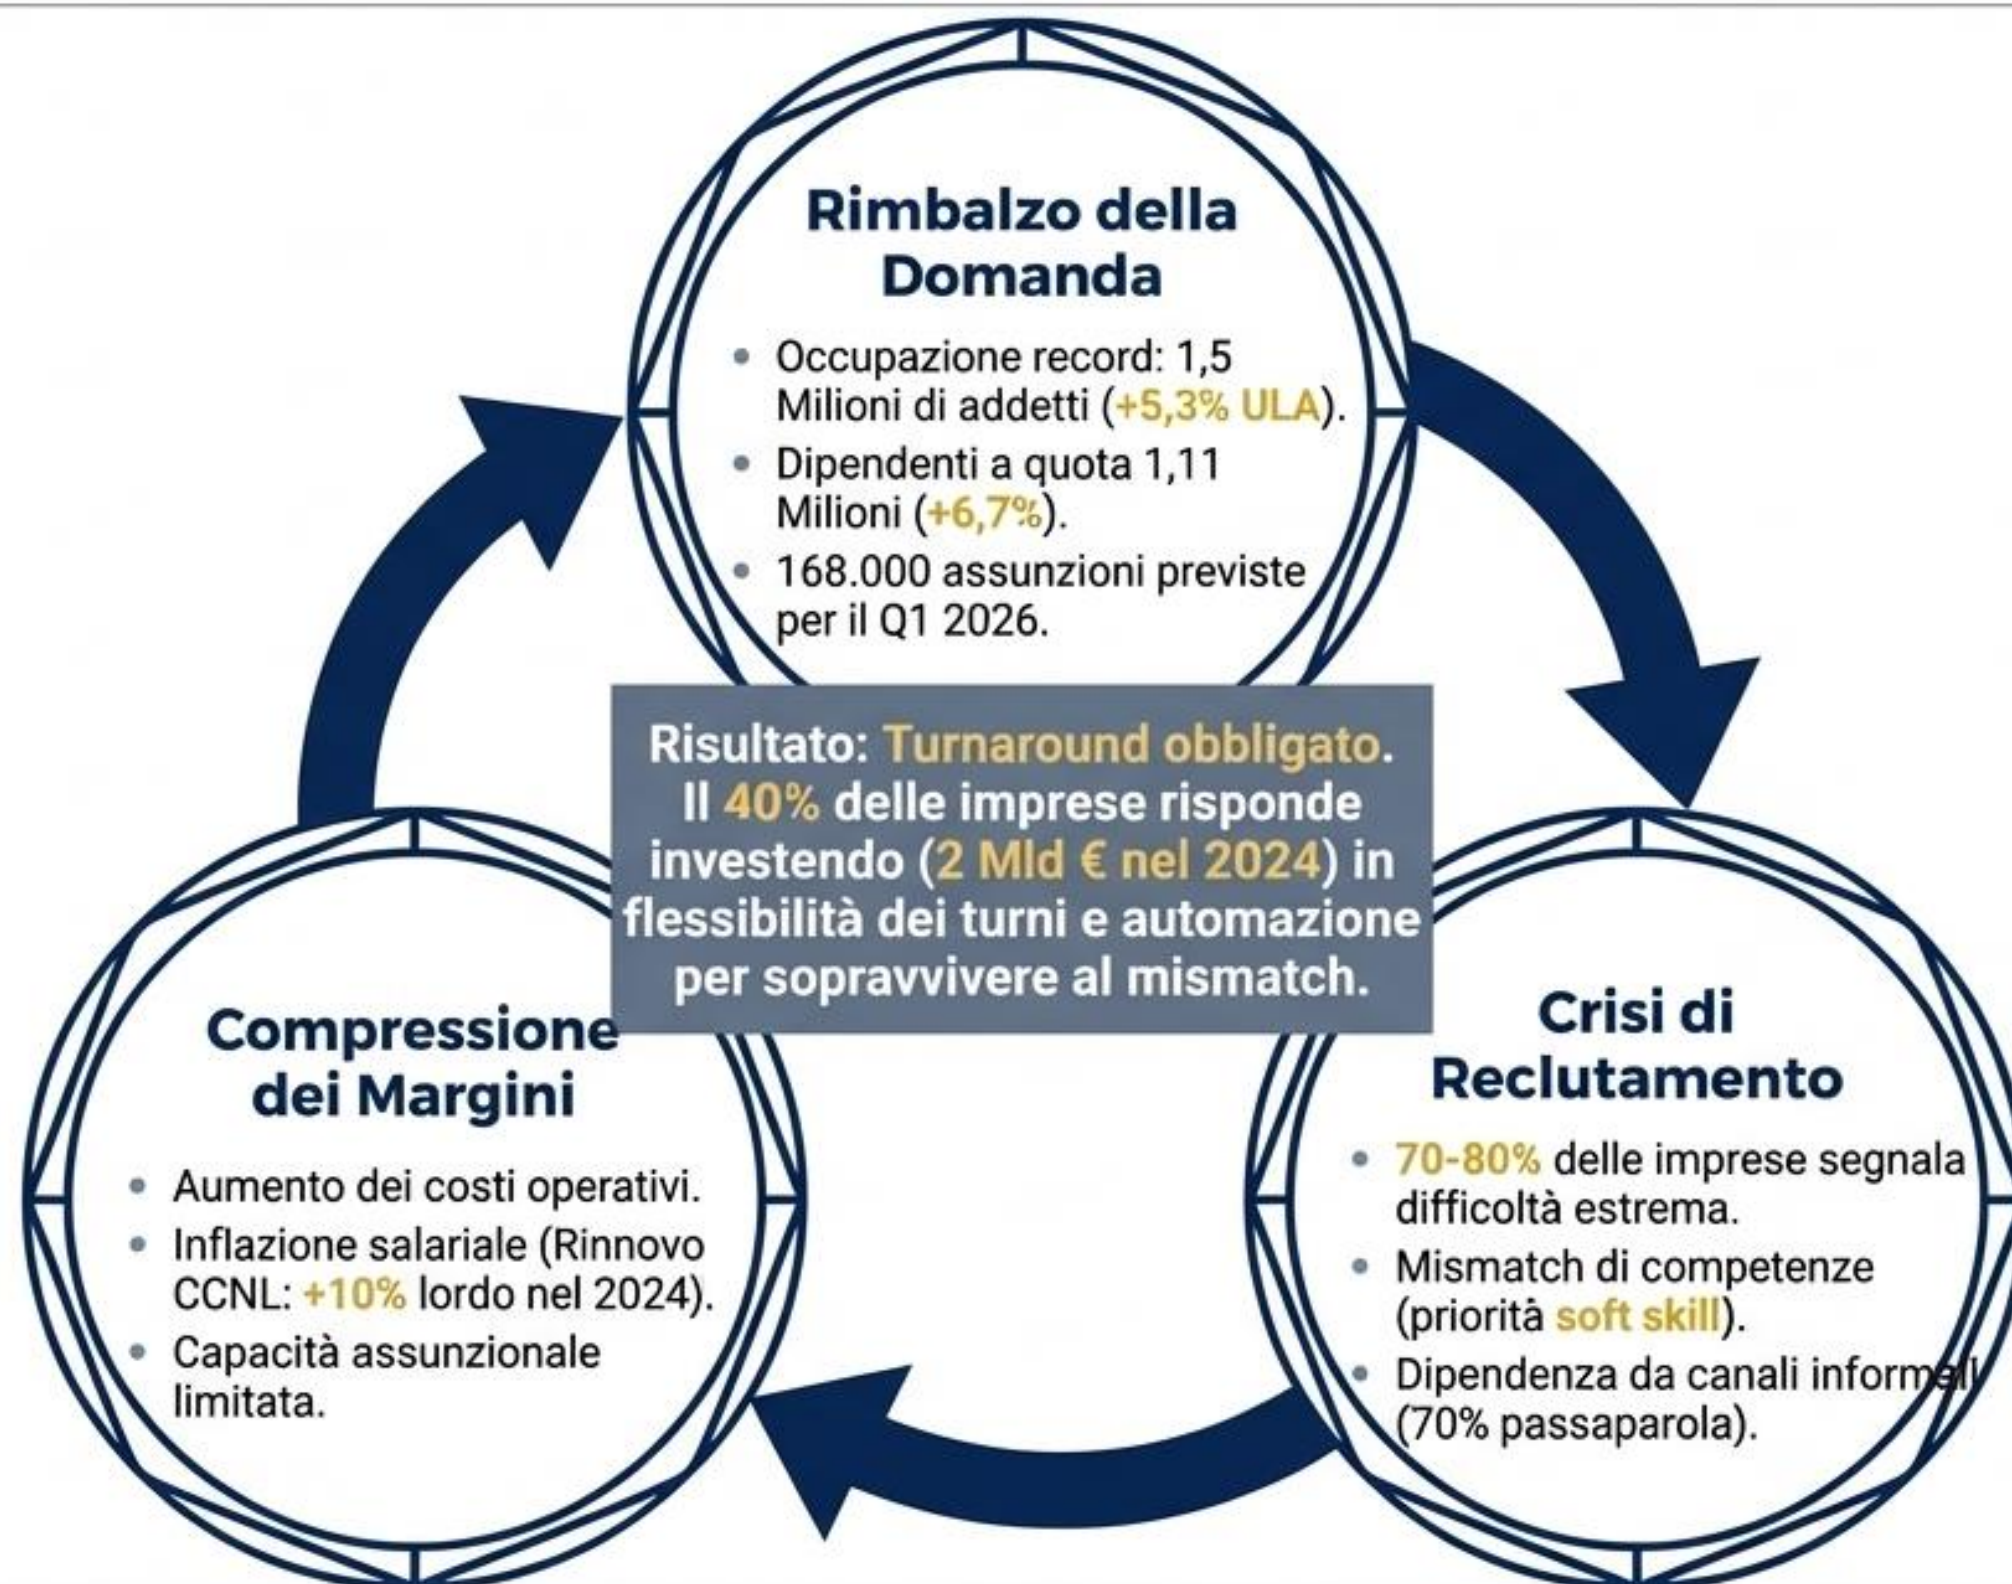 Rimbalzo della
Domanda
• Occupazione record: 1,5
Milioni di addetti (+5,3% ULA).
• Dipendenti a quota 1,11
Milioni (+6,7%).
• 168.000 assunzioni previste
per il Q1 2026.
Risultato: Turnaround obbligato.
Il 40% delle imprese risponde
investendo (2 Mld € nel 2024) in
flessibilità dei turni e automazione
per sopravvivere al mismatch.
Crisi di
Reclutamento
• 70-80% delle imprese segnala
difficoltà estrema.
• Mismatch di competenze
(priorità soft skill).
• Dipendenza da canali informali
(70% passaparola).
Compressione
dei Margini
• Aumento dei costi operativi.
• Inflazione salariale (Rinnovo
CCNL: +10% lordo nel 2024).
• Capacità assunzionale
limitata.